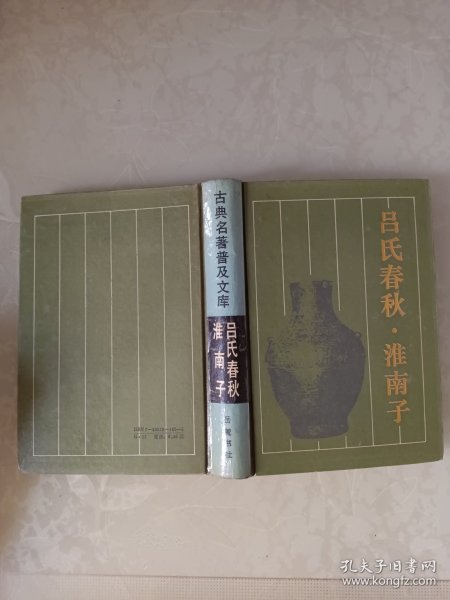 吕氏春秋·淮南子
古典名著普及文库
吕氏春秋
淮南子
岳麓书社
孔夫子旧书网
www.kongfz.com